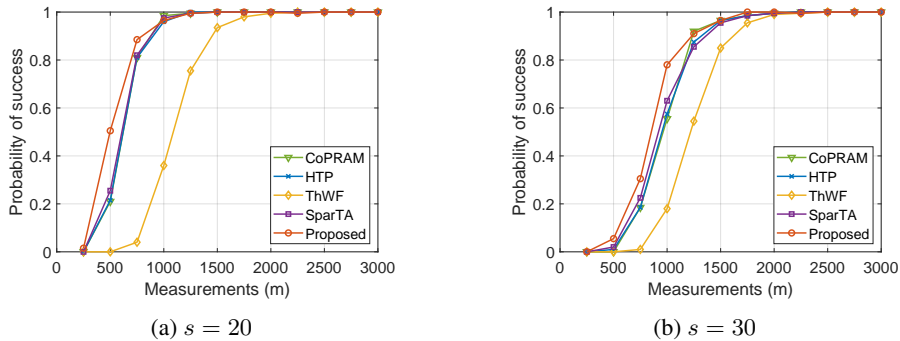 Probability of success
1
0.8
0.6
0.4
0.2
0
CoPRAM
HTP
ThWF
SparTA
Proposed
0 500 1000 1500 2000 2500 3000
Measurements (m)
(a) s = 20
Probability of success
1
0.8
0.6
0.4
0.2
0
CoPRAM
HTP
ThWF
SparTA
Proposed
0 500 1000 1500 2000 2500 3000
Measurements (m)
(b) s = 30